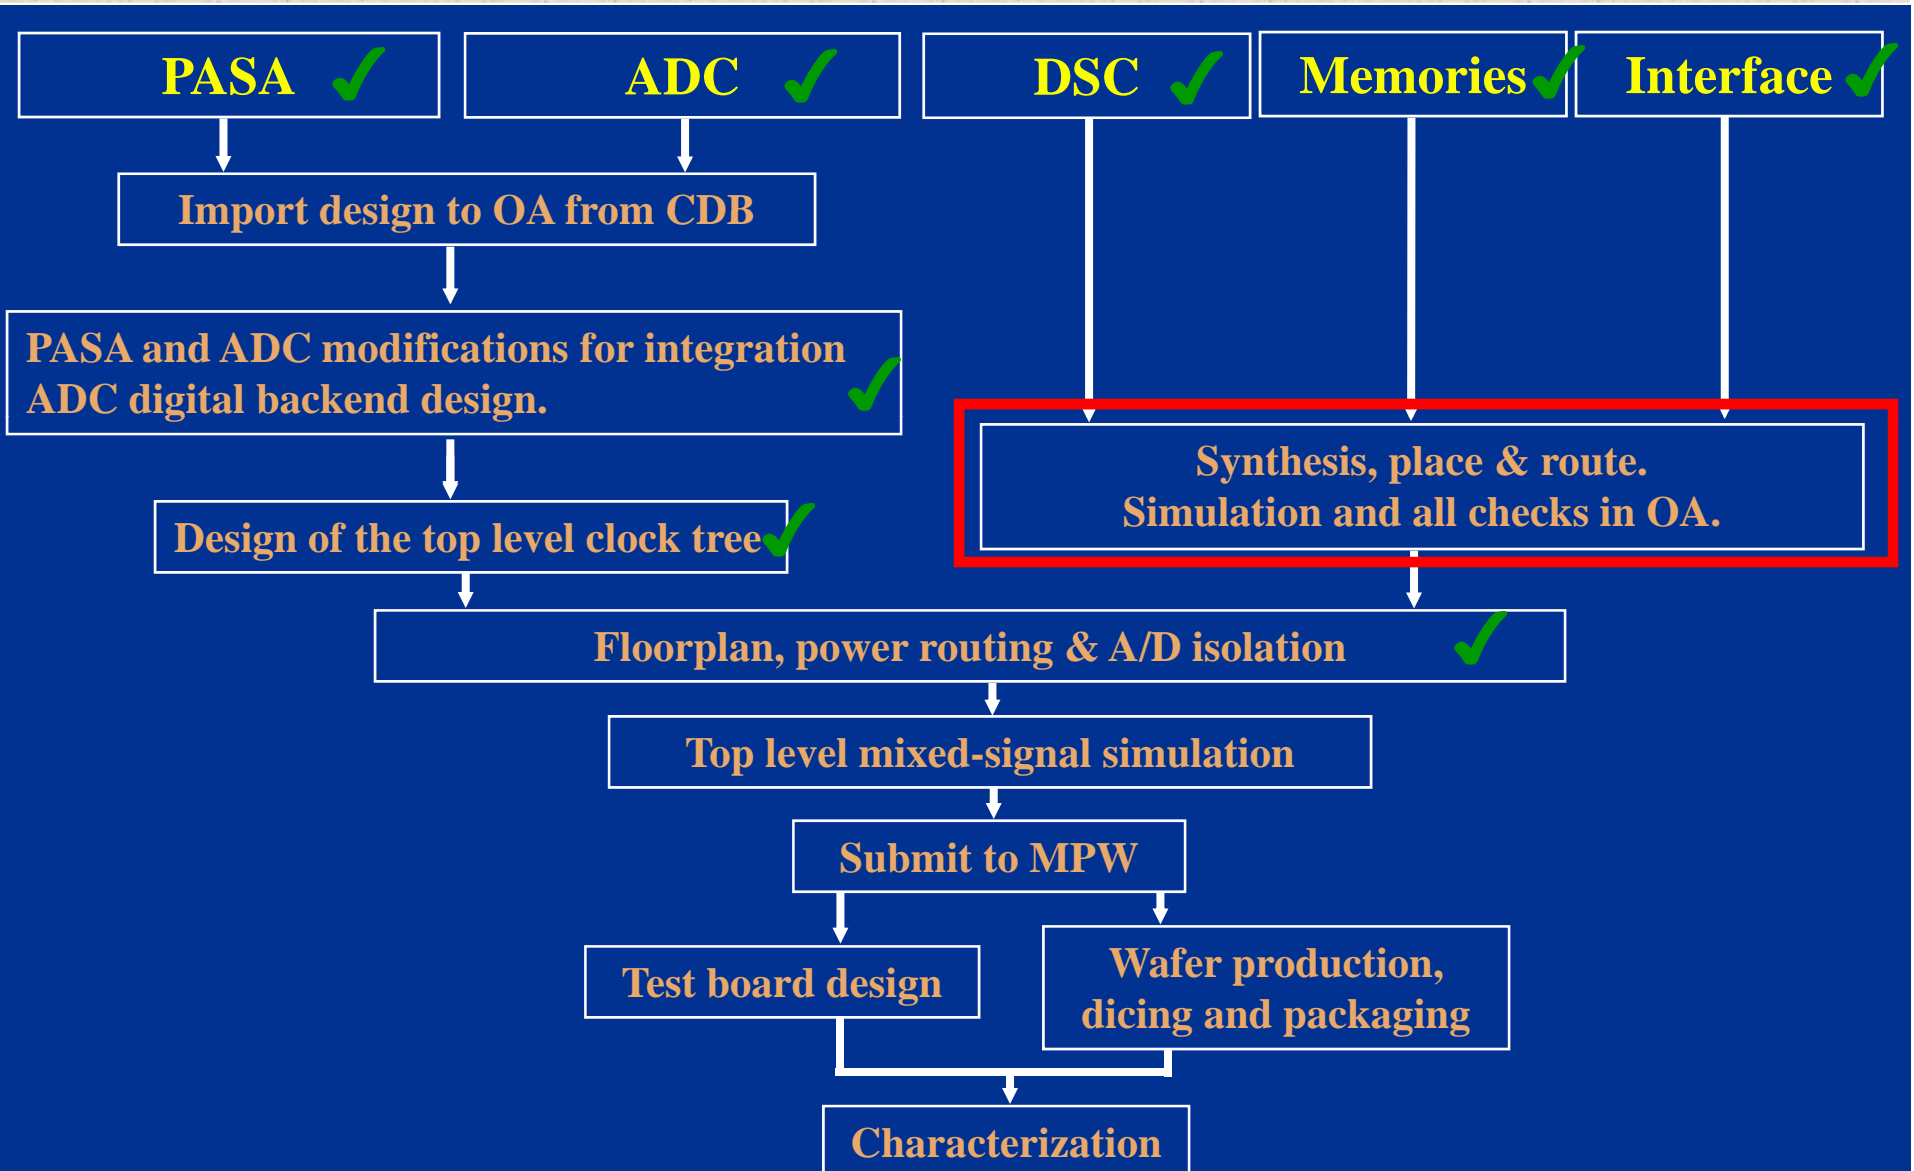 PASA
ADC
DSC
Memories
Interface
Import design to OA from CDB
PASA and ADC modifications for integration
ADC digital backend design.
Synthesis, place & route.
Simulation and all checks in OA.
Design of the top level clock tree
Floorplan, power routing & A/D isolation
Top level mixed-signal simulation
Submit to MPW
Test board design
Wafer production,
dicing and packaging
Characterization